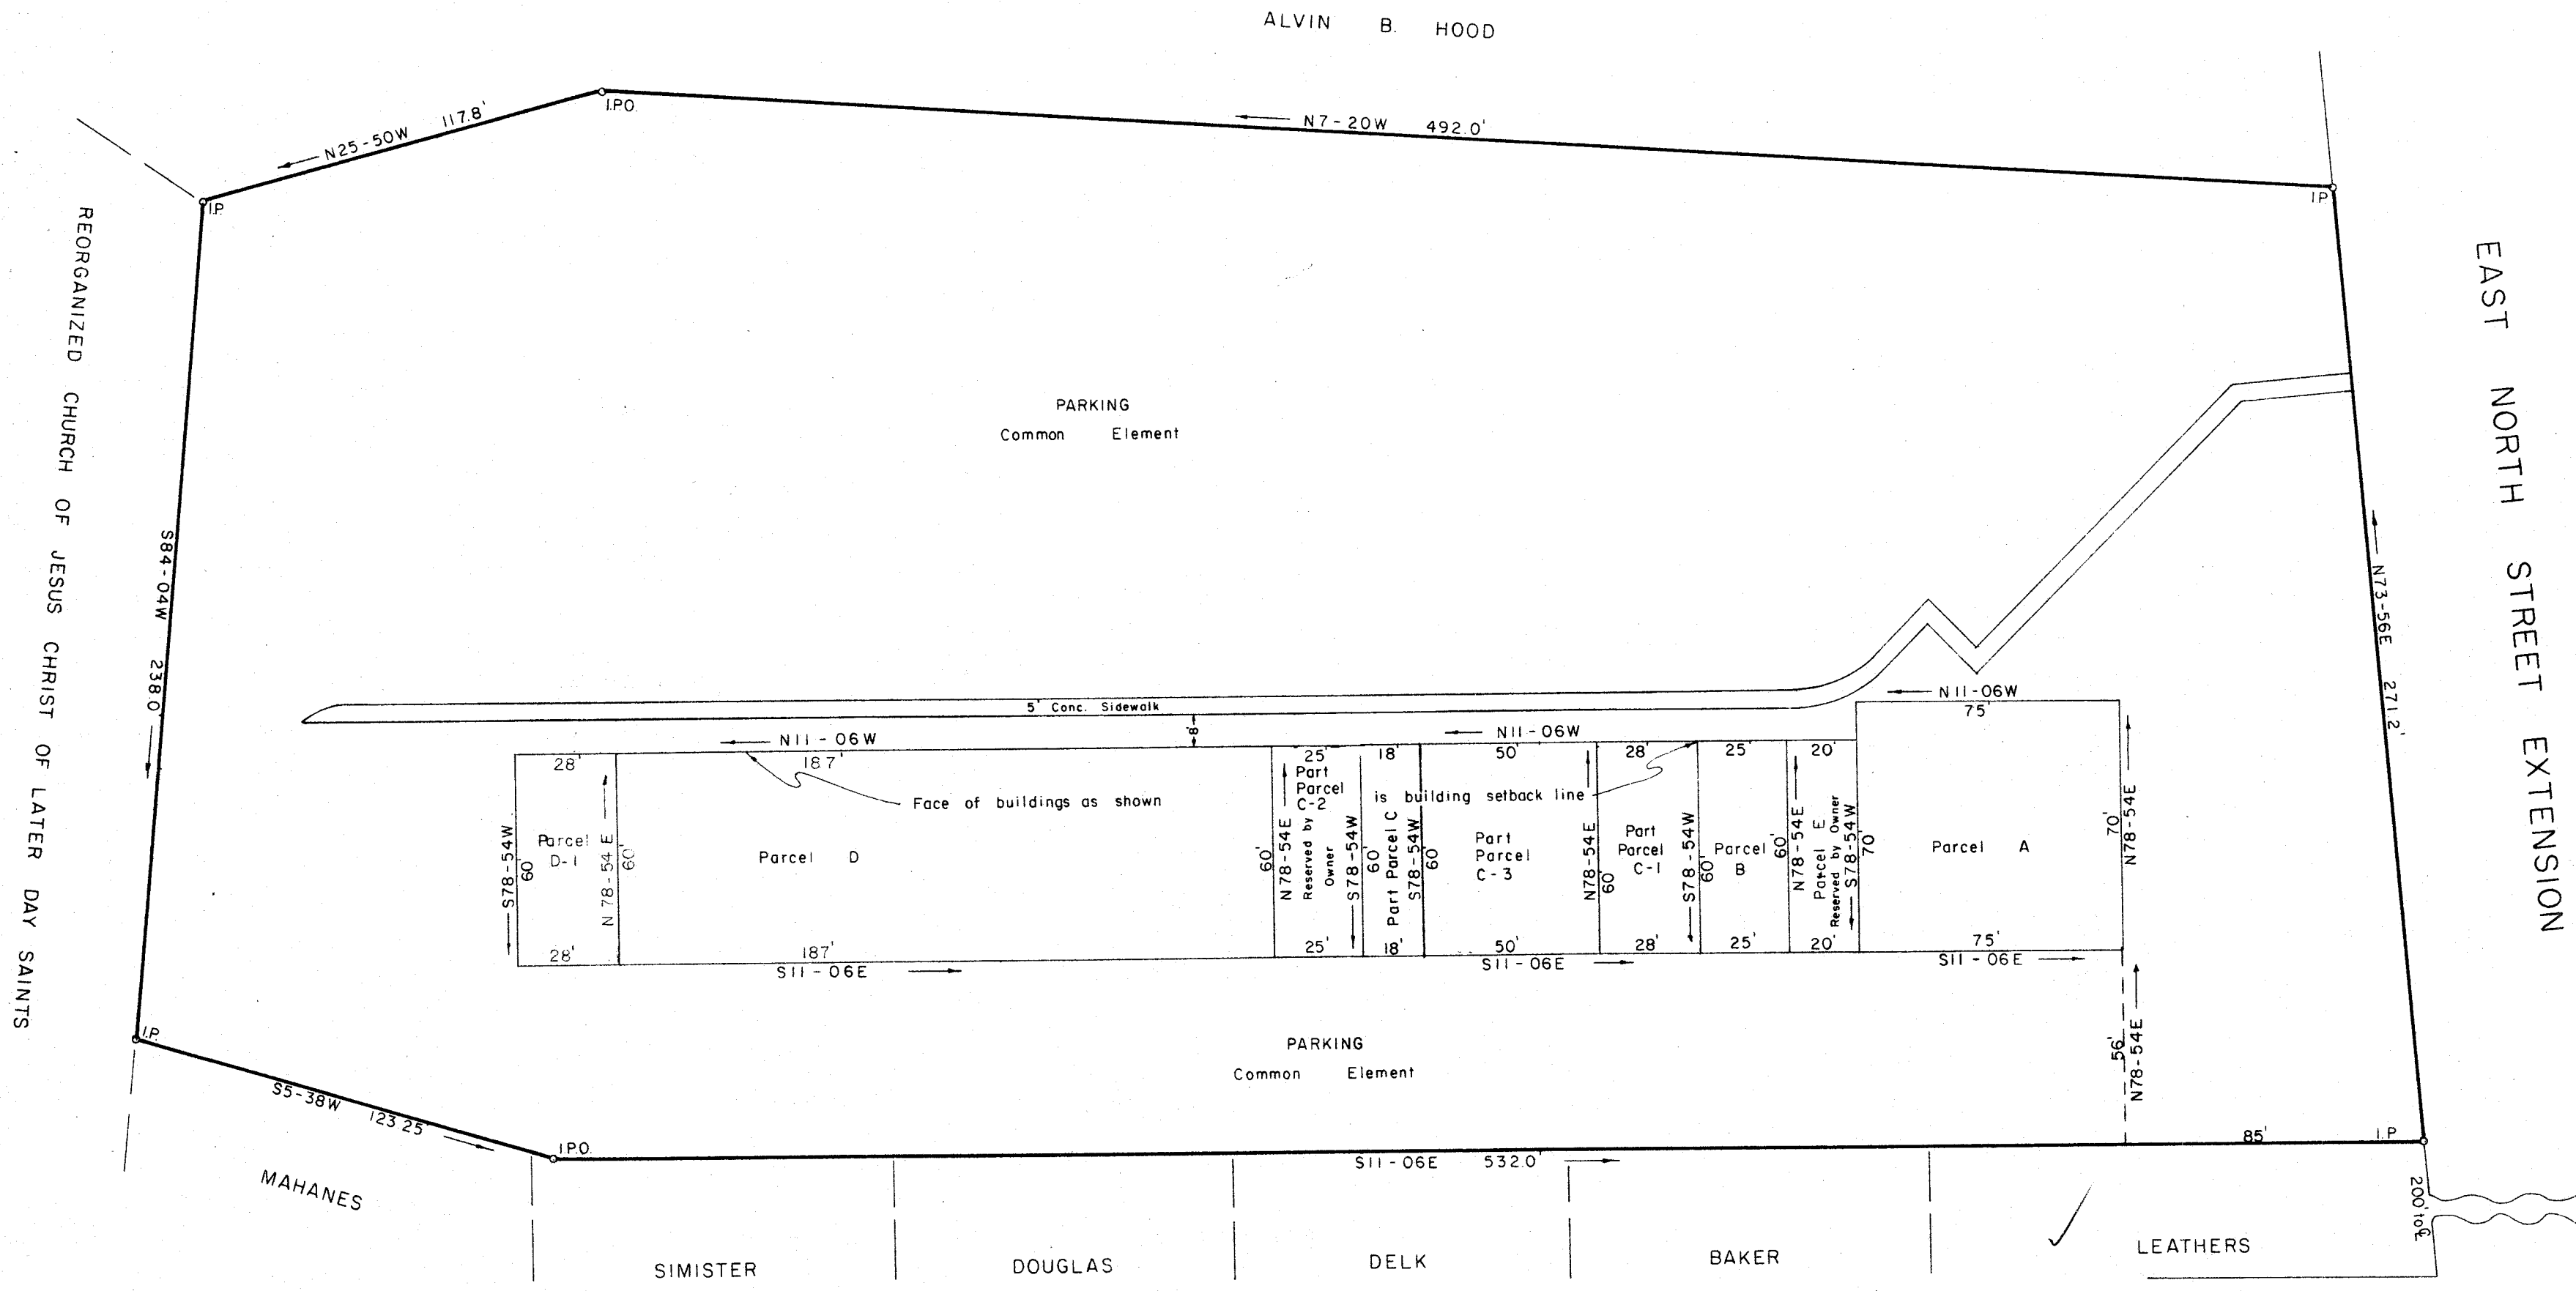 ALVIN B. HOOD
I.P.O.
N25-50W 117.8'
N7-20W 492.0'
I.P.
I.P.
REORGANIZED CHURCH OF JESUS CHRIST OF LATER DAY SAINTS
S84-04W 238.0'
EAST NORTH STREET EXTENSION
N73-56E 271.2'
PARKING
Common Element
5' Conc. Sidewalk
8'
N11-06W
N11-06W
N11-06W
75'
28'
187'
25'
18'
50'
28'
25'
20'
Face of buildings as shown
is building setback line
S78-54W
60'
Parcel
D-1
N 78-54 E
60'
Parcel D
60'
N78-54E
Part
Parcel
C-2
Reserved by
Owner
S78-54W
60'
Part Parcel C
S78-54W
60'
Part
Parcel
C-3
N78-54E
60'
Part
Parcel
C-1
S78-54W
60'
Parcel
B
60'
N78-54E
Parcel E
Reserved by Owner
S78-54W
70'
Parcel A
70'
N78-54E
28'
187'
25'
18'
50'
28'
25'
20'
75'
S11-06E
S11-06E
S11-06E
PARKING
Common Element
56'
N78-54E
I.P.
S5-38W 123.25'
I.P.O.
S11-06E 532.0'
85'
I.P
200' to ℄
MAHANES
SIMISTER
DOUGLAS
DELK
BAKER
LEATHERS